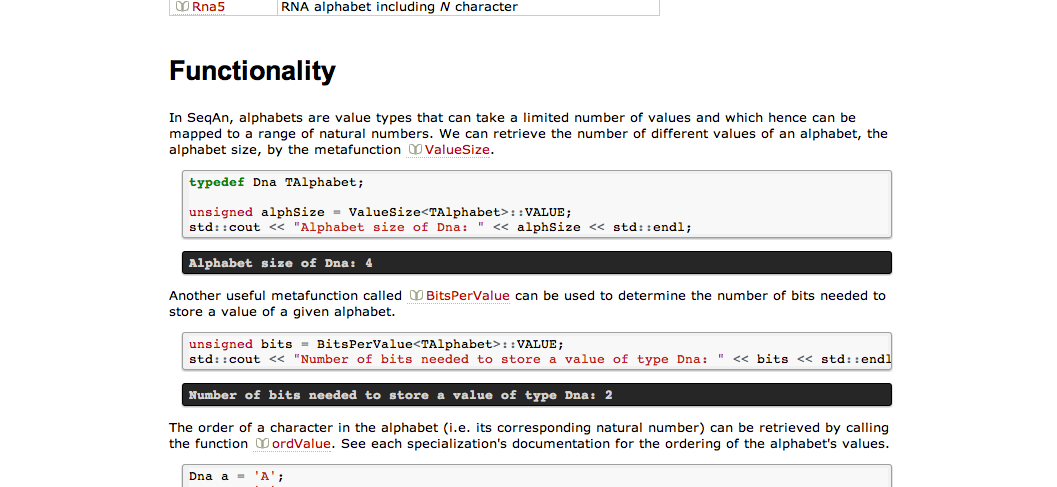 Rna5 RNA alphabet including N character
Functionality
In SeqAn, alphabets are value types that can take a limited number of values and which hence can be
mapped to a range of natural numbers. We can retrieve the number of different values of an alphabet, the
alphabet size, by the metafunction ValueSize.
typedef Dna TAlphabet;
unsigned alphSize = ValueSize<TAlphabet>::VALUE;
std::cout << "Alphabet size of Dna: " << alphSize << std::endl;
Alphabet size of Dna: 4
Another useful metafunction called BitsPerValue can be used to determine the number of bits needed to
store a value of a given alphabet.
unsigned bits = BitsPerValue<TAlphabet>::VALUE;
std::cout << "Number of bits needed to store a value of type Dna: " << bits << std::endl
Number of bits needed to store a value of type Dna: 2
The order of a character in the alphabet (i.e. its corresponding natural number) can be retrieved by calling
the function ordValue. See each specialization's documentation for the ordering of the alphabet's values.
Dna a = 'A';